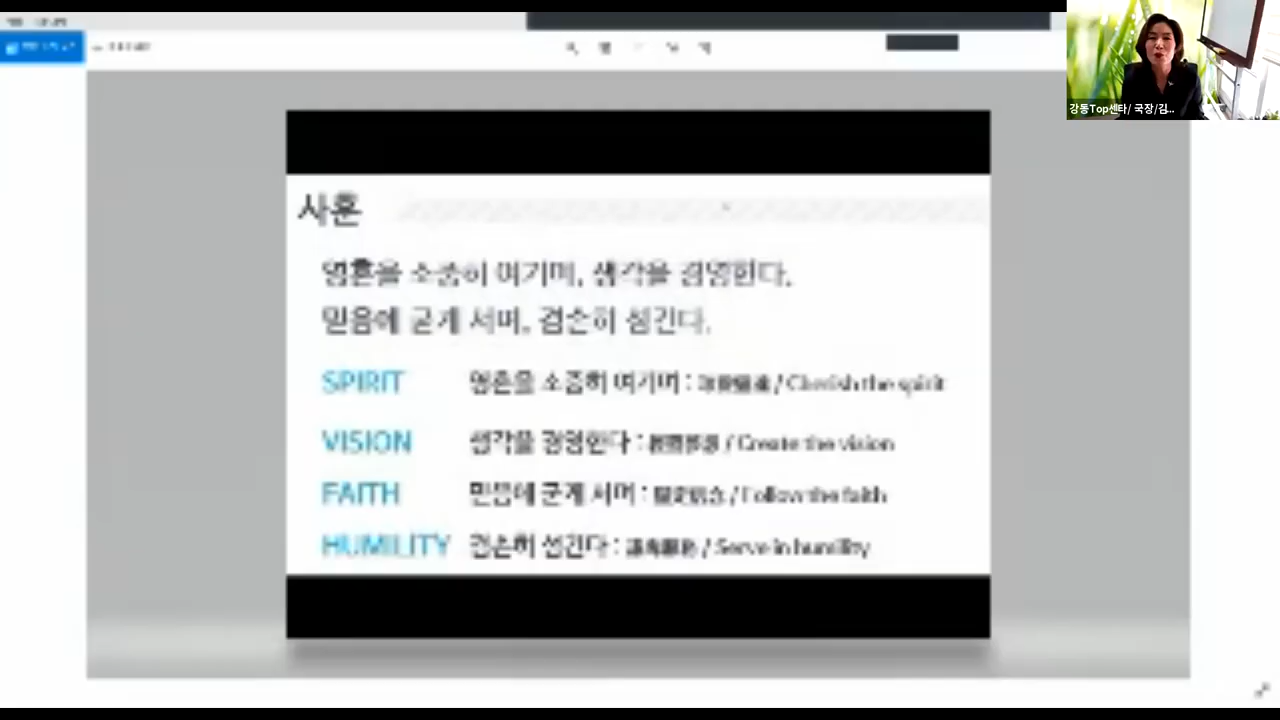 강동Top센타/ 국장/김...
사훈
영혼을 소중히 여기며, 생각을 경영한다.
믿음에 굳게 서며, 겸손히 섬긴다.
SPIRIT 영혼을 소중히 여기며 : / Cherish the spirit
VISION 생각을 경영한다 : / Create the vision
FAITH 믿음에 굳게 서며 : / Follow the faith
HUMILITY 겸손히 섬긴다 : / Serve in humility